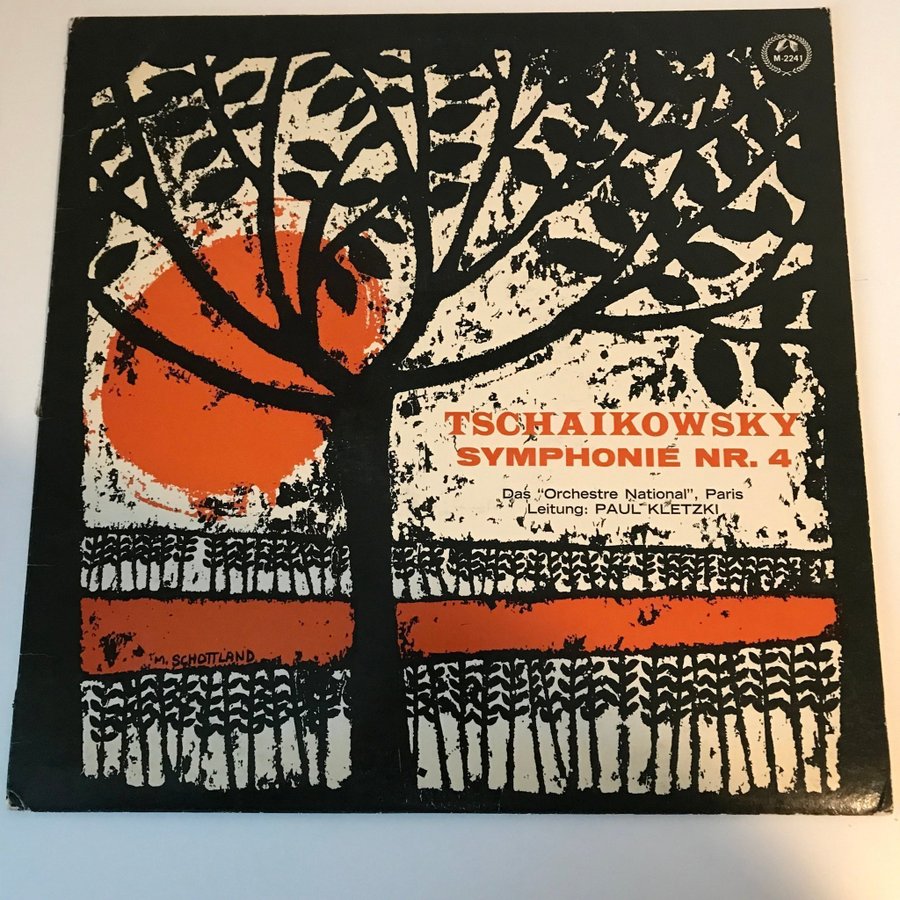 M-2241
TSCHAIKOWSKY
SYMPHONIE NR. 4
Das "Orchestre National", Paris
Leitung: PAUL KLETZKI
M. SCHOTTLAND